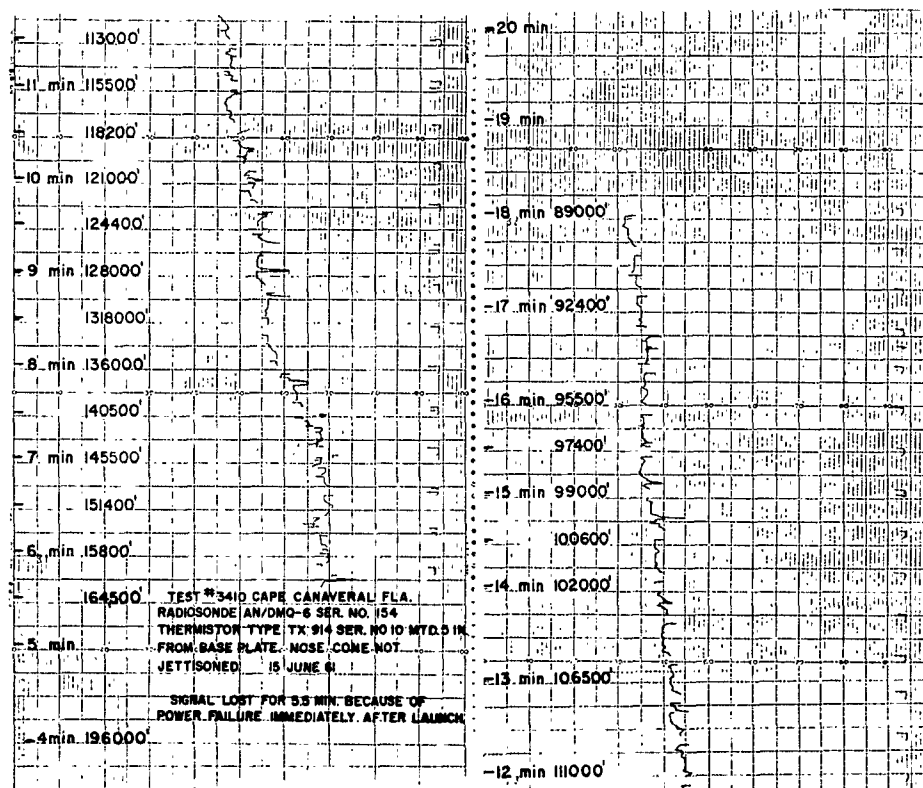 113000'
-11 min 115500'
118200'
-10 min 121000'
124400'
-9 min 128000'
1318000'
-8 min 136000'
140500'
7 min 145500'
151400'
6 min 15800'
164500'
-5 min
-4 min 196000'
TEST #3410 CAPE CANAVERAL FLA.
RADIOSONDE AN/DMQ-6 SER. NO. 154
THERMISTOR TYPE TX 914 SER. NO 10 MTD. 5 IN.
FROM BASE PLATE. NOSE CONE NOT
JETTISONED 15 JUNE 61
SIGNAL LOST FOR 5.5 MIN. BECAUSE OF
POWER FAILURE IMMEDIATELY AFTER LAUNCH
-20 min
-19 min
-18 min 89000'
-17 min 92400'
-16 min 95500'
97400'
-15 min 99000'
100600'
-14 min 102000'
-13 min 106500'
-12 min 111000'